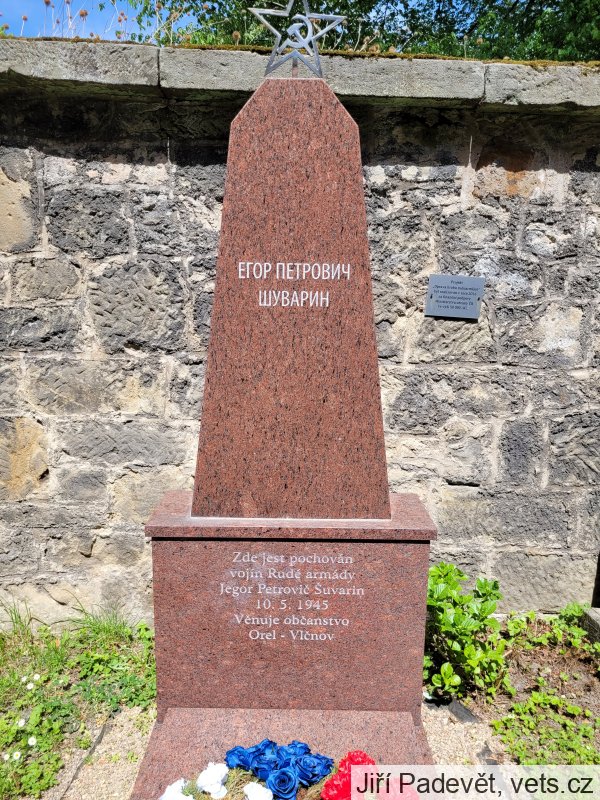 ЕГОР ПЕТРОВИЧ
ШУВАРИН
Zde jest pochován
vojín Rudé armády
Jegor Petrovič Šuvarin
10. 5. 1945
Věnuje občanstvo
Orel - Vlčnov
Projekt
Jiří Padevět, vets.cz